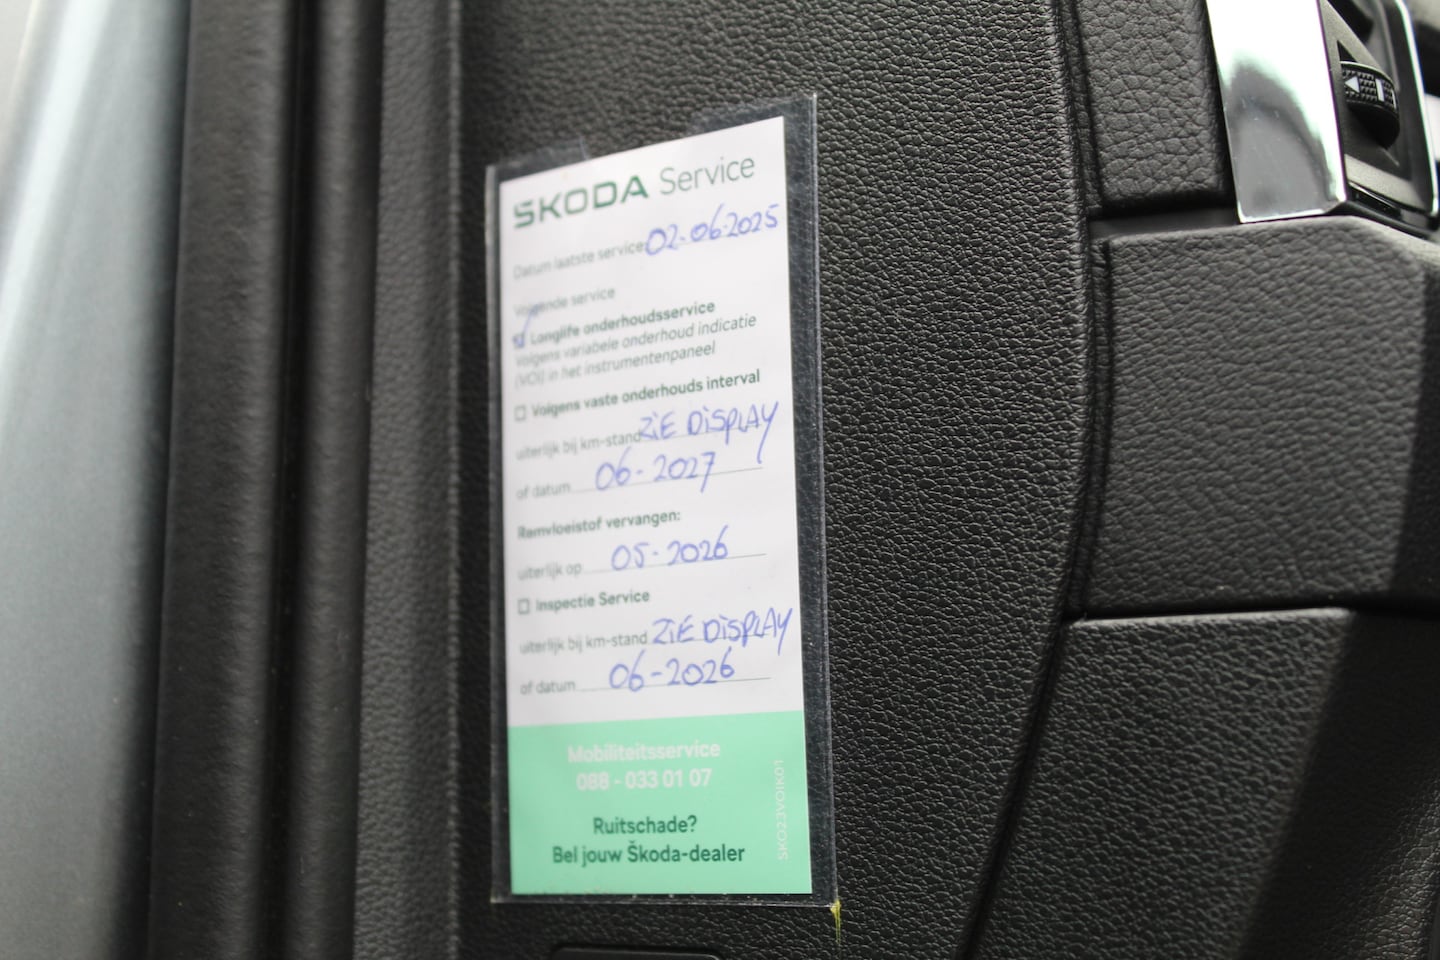 ŠKODA Service
Datum laatste service 02-06-2025
Volgende service
Longlife onderhoudsservice
Volgens variabele onderhoud indicatie
(VOI) in het instrumentenpaneel
Volgens vaste onderhouds interval
uiterlijk bij km-stand ZIE DISPLAY
of datum 06-2027
Remvloeistof vervangen:
uiterlijk op 05-2026
Inspectie Service
uiterlijk bij km-stand ZIE DISPLAY
of datum 06-2026
Mobiliteitsservice
088 - 033 01 07
Ruitschade?
Bel jouw Škoda-dealer
SKO23VOIK01